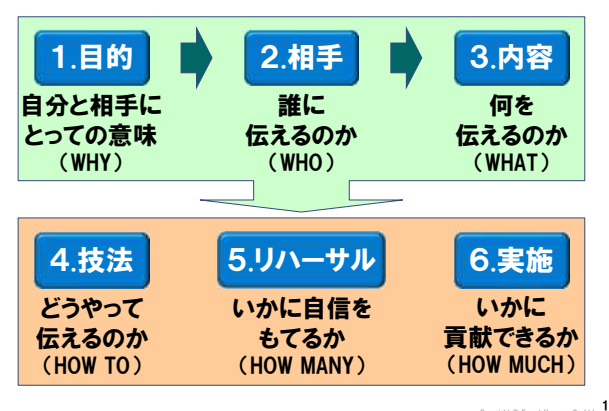 1.目的
2.相手
3.内容
自分と相手に
とっての意味
(WHY)
誰に
伝えるのか
(WHO)
何を
伝えるのか
(WHAT)
4.技法
5.リハーサル
6.実施
どうやって
伝えるのか
(HOW TO)
いかに自信を
もてるか
(HOW MANY)
いかに
貢献できるか
(HOW MUCH)
1